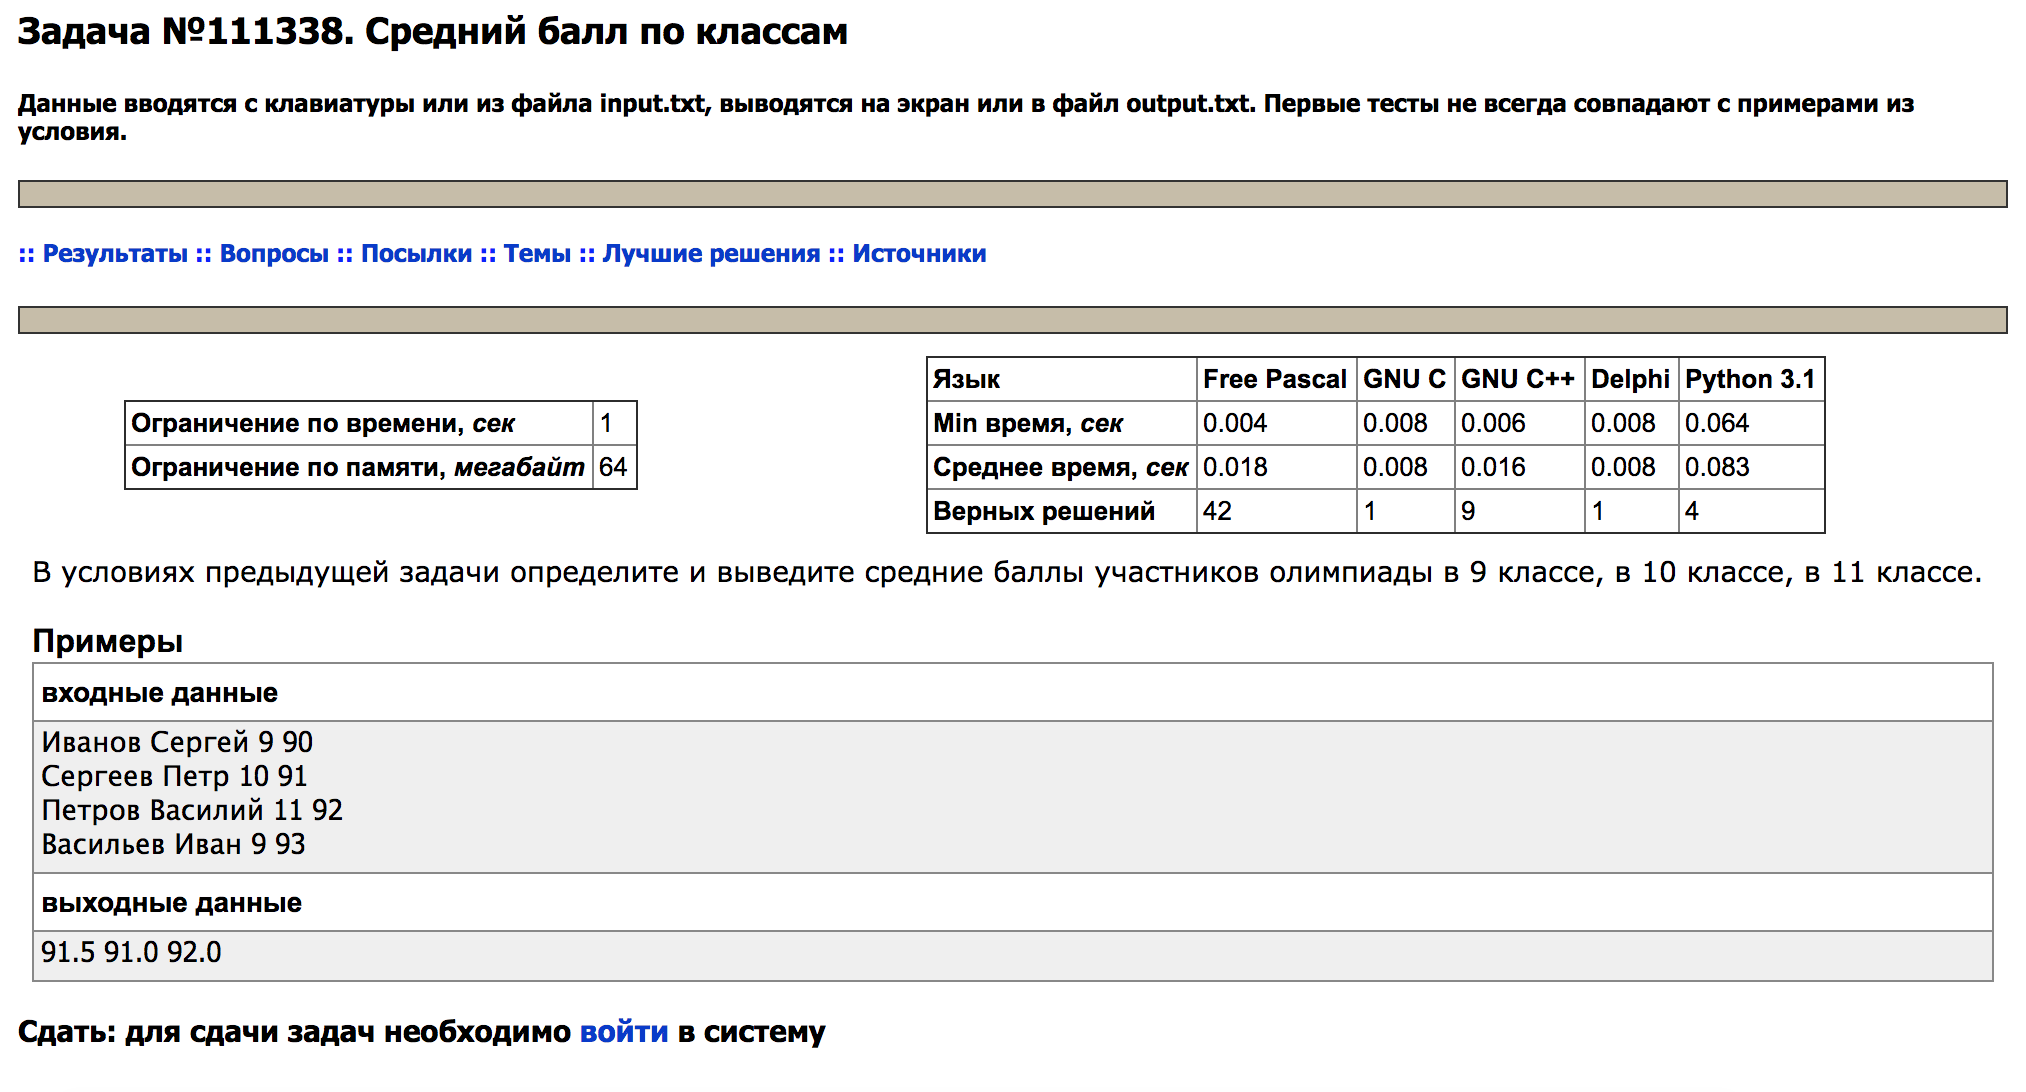 Задача №111338. Средний балл по классам
Данные вводятся с клавиатуры или из файла input.txt, выводятся на экран или в файл output.txt. Первые тесты не всегда совпадают с примерами из
условия.
:: Результаты :: Вопросы :: Посылки :: Темы :: Лучшие решения :: Источники
Ограничение по времени, сек 1
Ограничение по памяти, мегабайт 64
Язык Free Pascal GNU C GNU C++ Delphi Python 3.1
Min время, сек 0.004 0.008 0.006 0.008 0.064
Среднее время, сек 0.018 0.008 0.016 0.008 0.083
Верных решений 42 1 9 1 4
В условиях предыдущей задачи определите и выведите средние баллы участников олимпиады в 9 классе, в 10 классе, в 11 классе.
Примеры
входные данные
Иванов Сергей 9 90
Сергеев Петр 10 91
Петров Василий 11 92
Васильев Иван 9 93
выходные данные
91.5 91.0 92.0
Сдать: для сдачи задач необходимо войти в систему